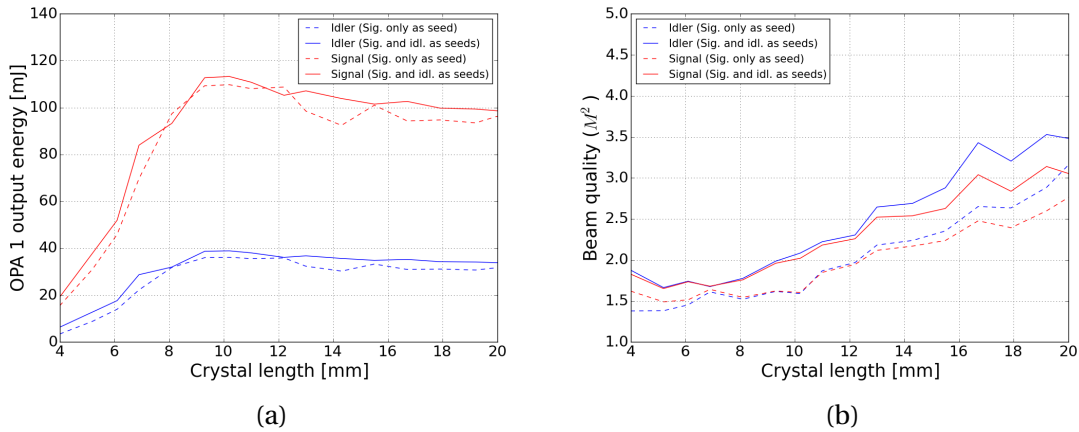 140
120
100
80
60
40
20
0
OPA 1 output energy [mJ]
Idler (Sig. only as seed)
Idler (Sig. and idl. as seeds)
Signal (Sig. only as seed)
Signal (Sig. and idl. as seeds)
4 6 8 10 12 14 16 18 20
Crystal length [mm]
(a)
5.0
4.5
4.0
3.5
3.0
2.5
2.0
1.5
1.0
Beam quality (M²)
Idler (Sig. only as seed)
Idler (Sig. and idl. as seeds)
Signal (Sig. only as seed)
Signal (Sig. and idl. as seeds)
4 6 8 10 12 14 16 18 20
Crystal length [mm]
(b)